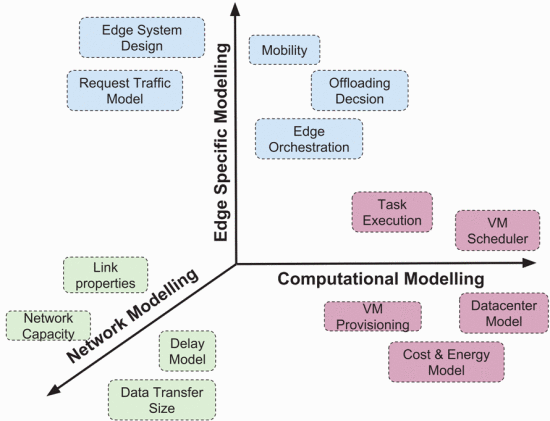 Edge System
Design
Request Traffic
Model
Edge Specific Modelling
Mobility
Offloading
Decsion
Edge
Orchestration
Task
Execution
VM
Scheduler
Computational Modelling
VM
Provisioning
Datacenter
Model
Cost & Energy
Model
Link
properties
Network Modelling
Network
Capacity
Delay
Model
Data Transfer
Size